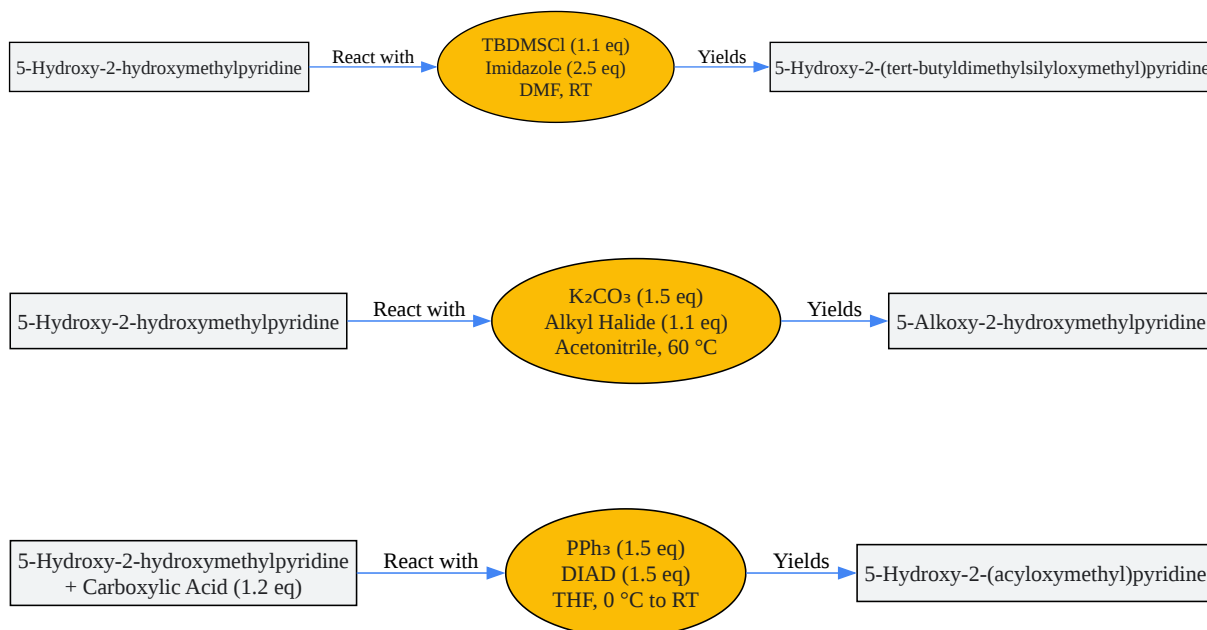 5-Hydroxy-2-hydroxymethylpyridine
React with
TBDMSCl (1.1 eq)
Imidazole (2.5 eq)
DMF, RT
Yields
5-Hydroxy-2-(tert-butyldimethylsilyloxymethyl)pyridine
5-Hydroxy-2-hydroxymethylpyridine
React with
K₂CO₃ (1.5 eq)
Alkyl Halide (1.1 eq)
Acetonitrile, 60 °C
Yields
5-Alkoxy-2-hydroxymethylpyridine
5-Hydroxy-2-hydroxymethylpyridine
+ Carboxylic Acid (1.2 eq)
React with
PPh₃ (1.5 eq)
DIAD (1.5 eq)
THF, 0 °C to RT
Yields
5-Hydroxy-2-(acyloxymethyl)pyridine